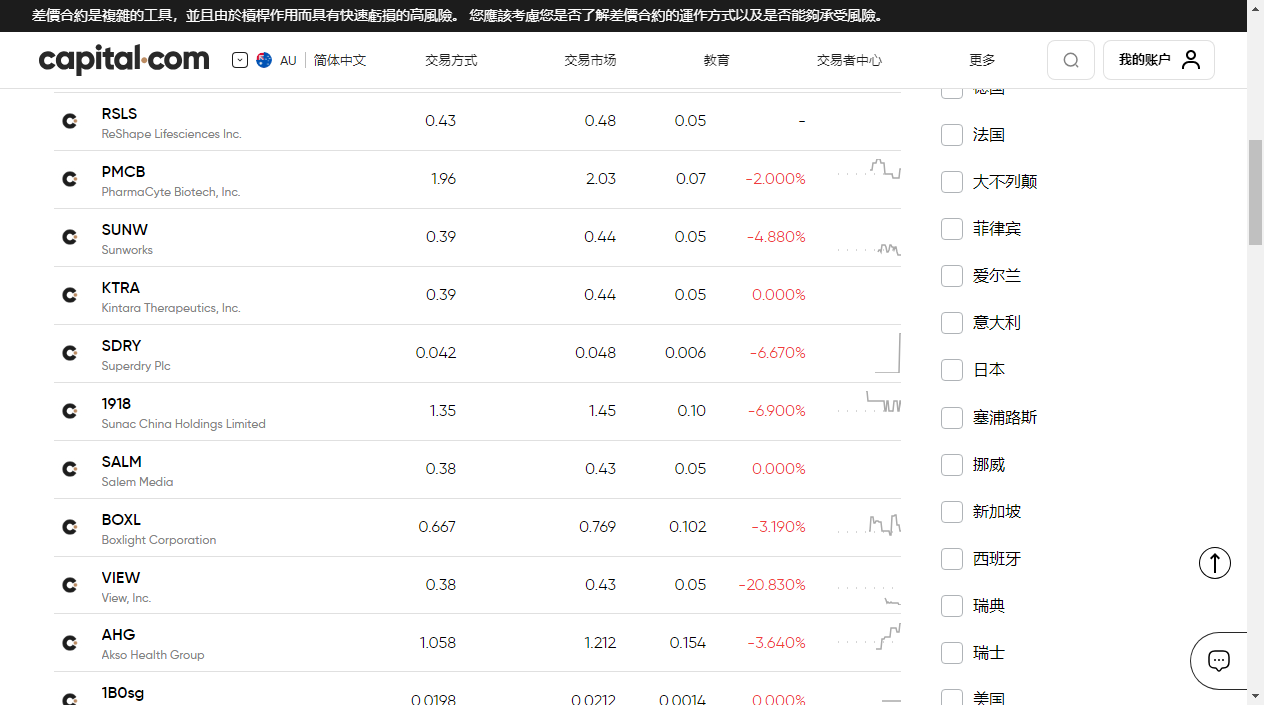 差價合約是複雜的工具，並且由於槓桿作用而具有快速虧損的高風險。 您應該考慮您是否了解差價合約的運作方式以及是否能夠承受風險。
capital.com AU 简体中文 交易方式 交易市场 教育 交易者中心 更多 我的账户
RSLS 0.43 0.48 0.05 -
ReShape Lifesciences Inc.
PMCB 1.96 2.03 0.07 -2.000%
PharmaCyte Biotech, Inc.
SUNW 0.39 0.44 0.05 -4.880%
Sunworks
KTRA 0.39 0.44 0.05 0.000%
Kintara Therapeutics, Inc.
SDRY 0.042 0.048 0.006 -6.670%
Superdry Plc
1918 1.35 1.45 0.10 -6.900%
Sunac China Holdings Limited
SALM 0.38 0.43 0.05 0.000%
Salem Media
BOXL 0.667 0.769 0.102 -3.190%
Boxlight Corporation
VIEW 0.38 0.43 0.05 -20.830%
View, Inc.
AHG 1.058 1.212 0.154 -3.640%
Akso Health Group
1B0sg 0.0198 0.0212 0.0014 0.000%
德国
法国
大不列颠
菲律宾
爱尔兰
意大利
日本
塞浦路斯
挪威
新加坡
西班牙
瑞典
瑞士
美国